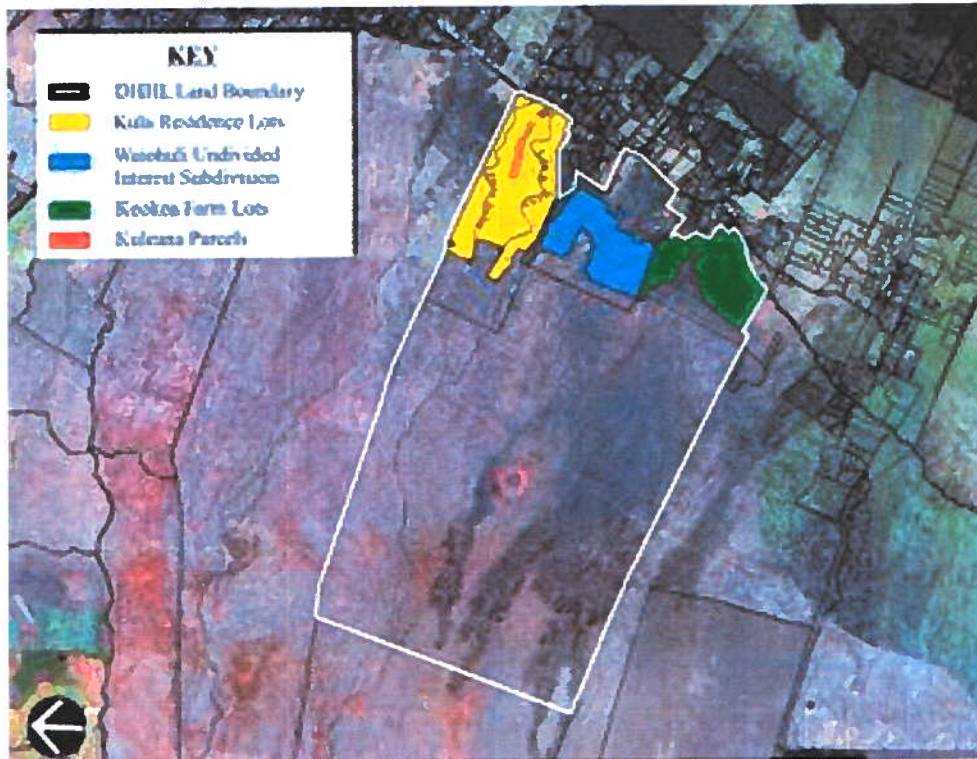 KEY
DHHL Land Boundary
Kula Residence Lots
Waiohuli Undivided
Interest Subdivision
Keokea Farm Lots
Kuleana Parcels